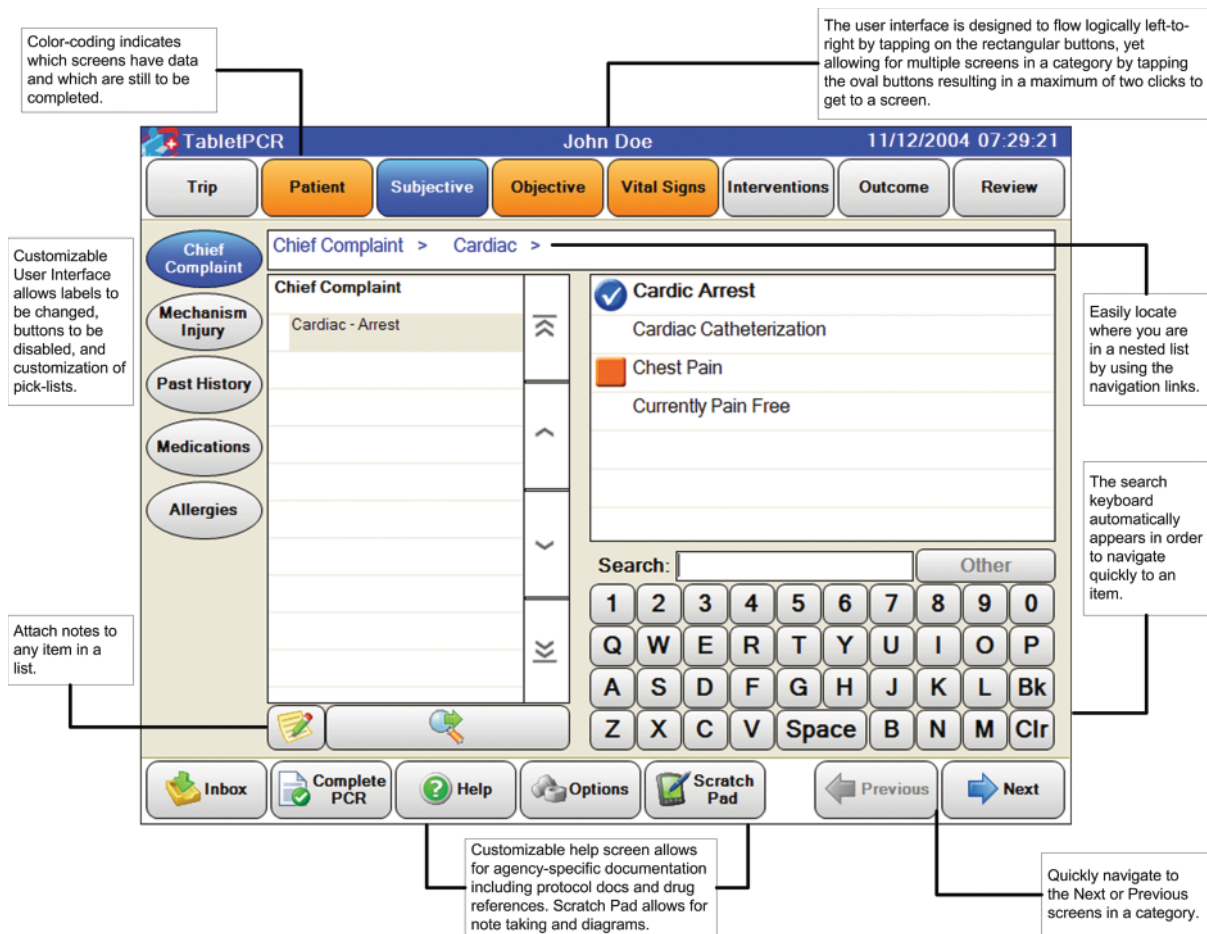 Color-coding indicates
which screens have data
and which are still to be
completed.
The user interface is designed to flow logically left-to-
right by tapping on the rectangular buttons, yet
allowing for multiple screens in a category by tapping
the oval buttons resulting in a maximum of two clicks to
get to a screen.
TabletPCR John Doe 11/12/2004 07:29:21
Trip Patient Subjective Objective Vital Signs Interventions Outcome Review
Customizable
User Interface
allows labels to
be changed,
buttons to be
disabled, and
customization of
pick-lists.
Chief
Complaint
Mechanism
Injury
Past History
Medications
Allergies
Chief Complaint > Cardiac >
Chief Complaint
Cardiac - Arrest
Cardic Arrest
Cardiac Catheterization
Chest Pain
Currently Pain Free
Easily locate
where you are
in a nested list
by using the
navigation links.
Search: Other
1 2 3 4 5 6 7 8 9 0
Q W E R T Y U I O P
A S D F G H J K L Bk
Z X C V Space B N M Clr
The search
keyboard
automatically
appears in order
to navigate
quickly to an
item.
Attach notes to
any item in a
list.
Inbox
Complete
PCR
Help
Options
Scratch
Pad
Previous
Next
Customizable help screen allows
for agency-specific documentation
including protocol docs and drug
references. Scratch Pad allows for
note taking and diagrams.
Quickly navigate to
the Next or Previous
screens in a category.